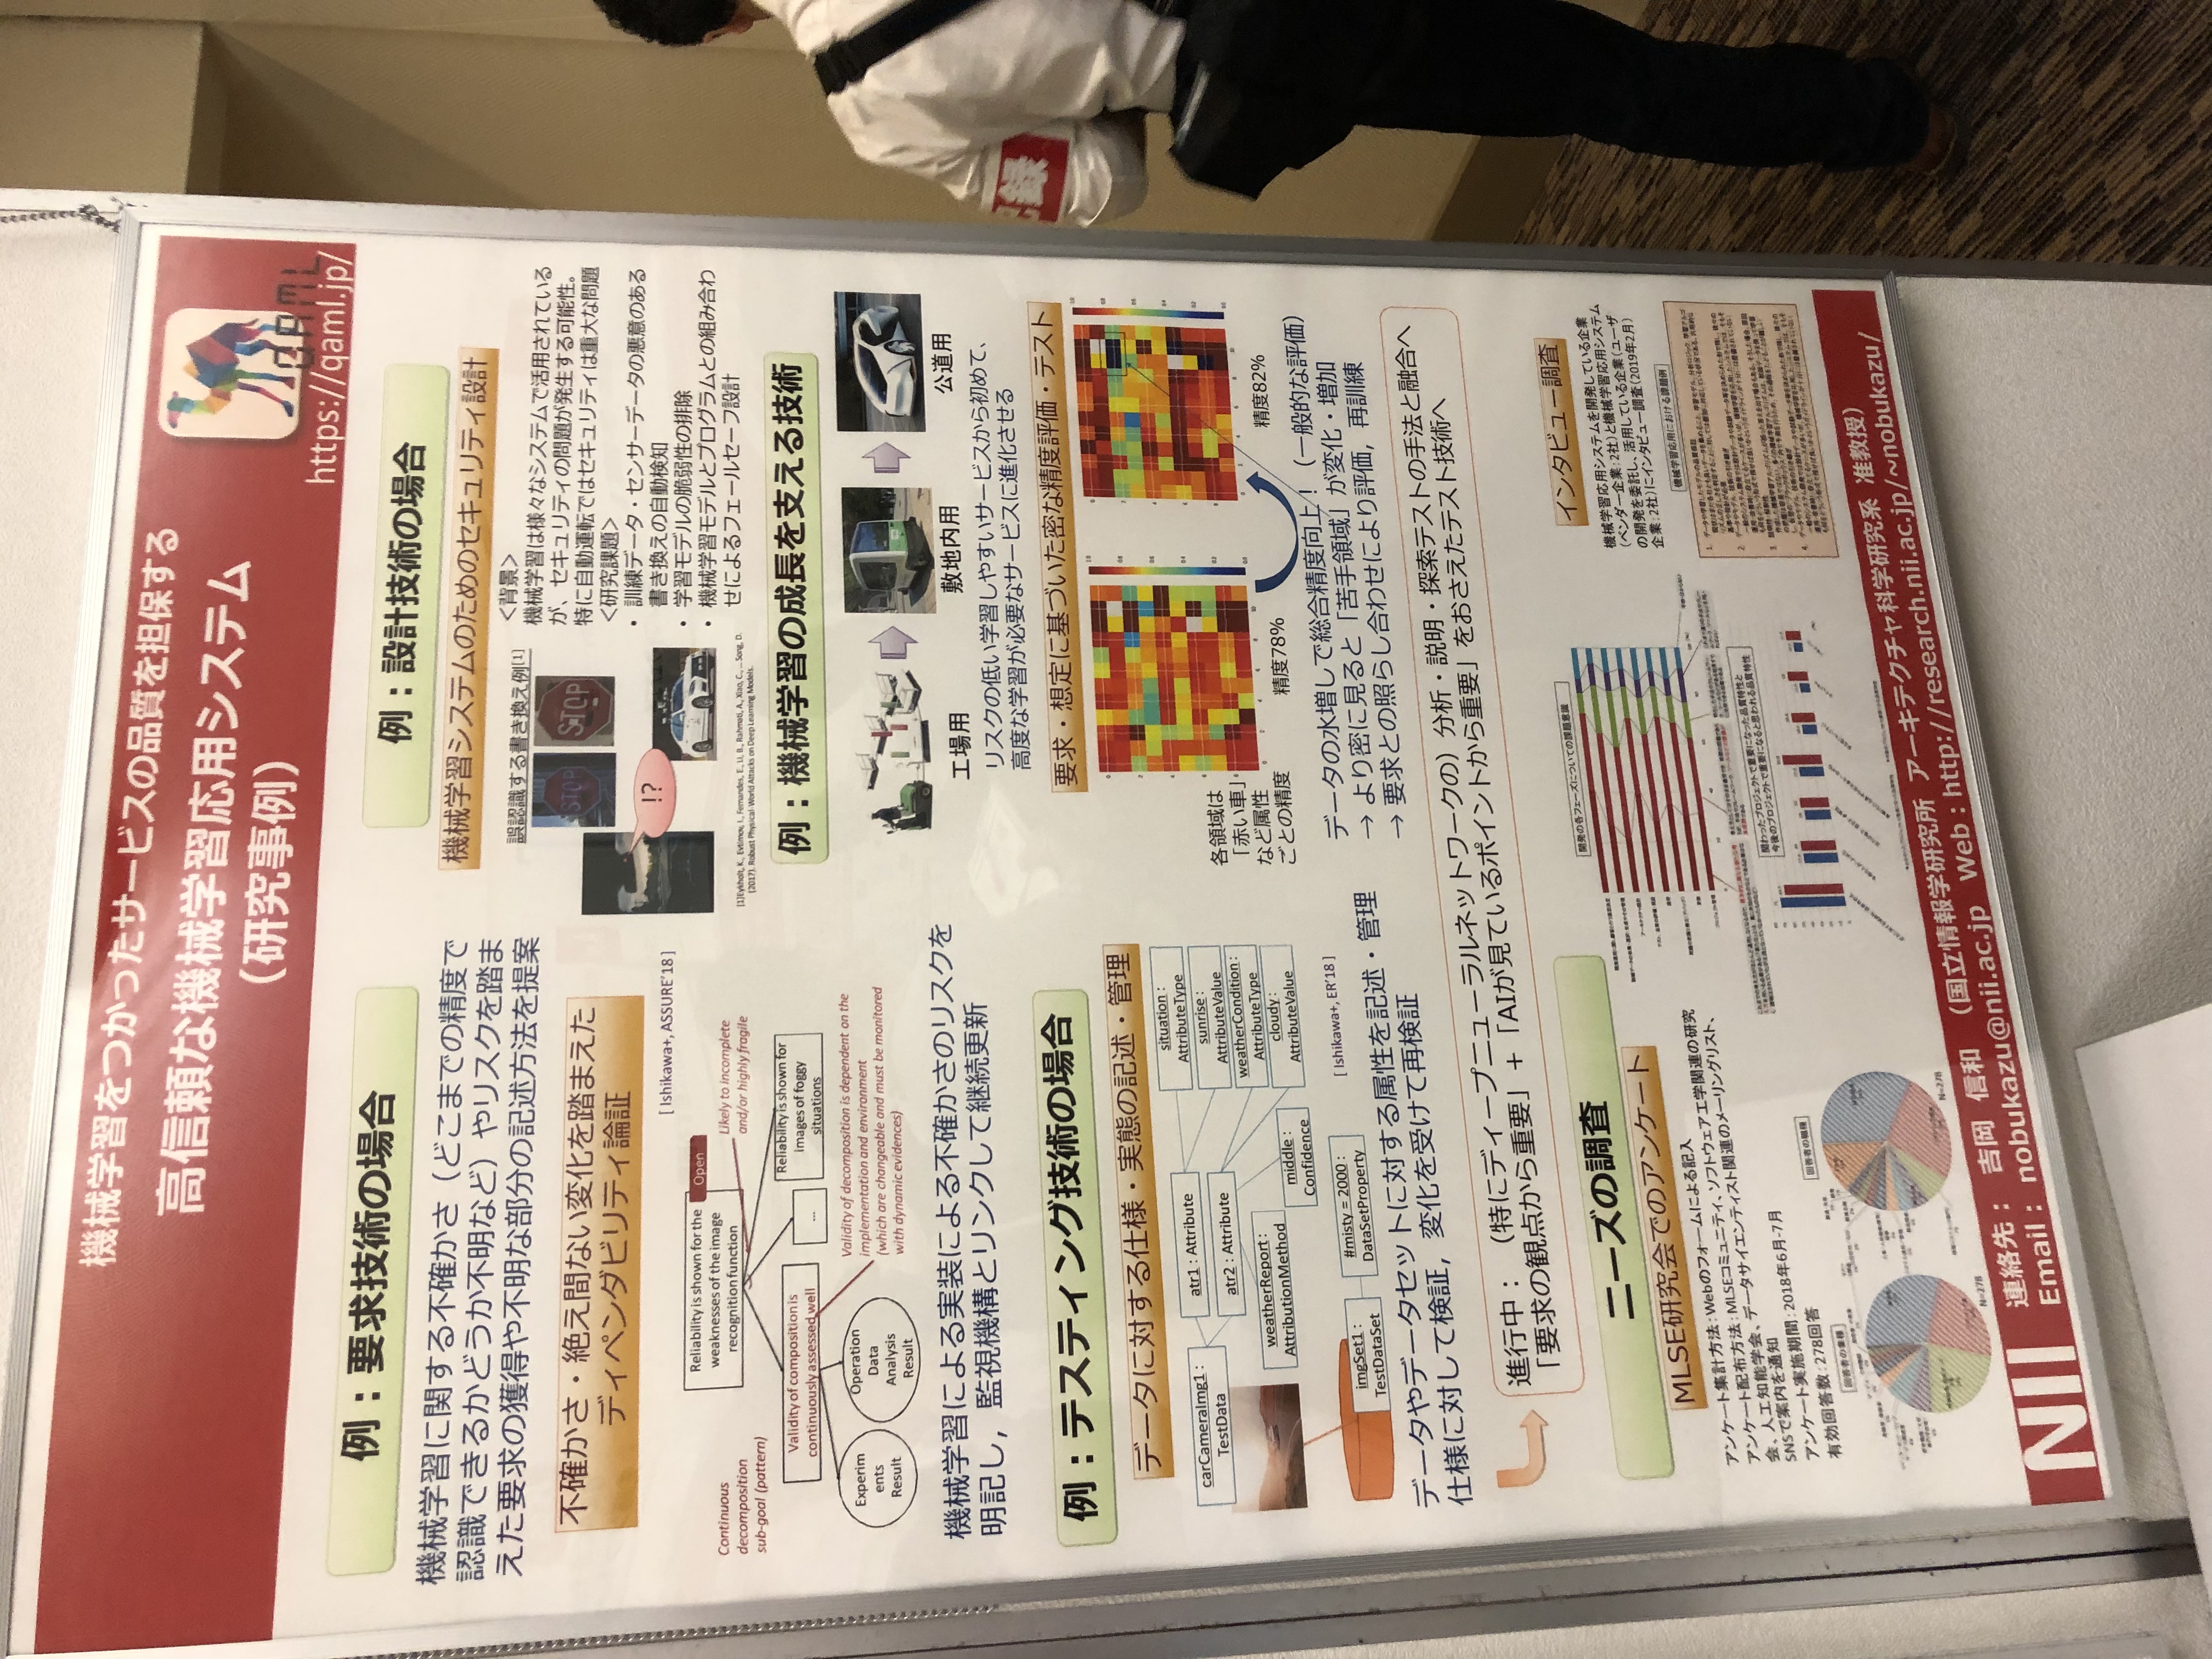 機械学習をつかったサービスの品質を担保する
高信頼な機械学習応用システム
（研究事例）
QAML
https://qaml.jp/
例：要求技術の場合
機械学習に関する不確かさ（どこまでの精度で
認識できるかどうか不明など）やリスクを踏ま
えた要求の獲得や不明な部分の記述方法を提案
不確かさ・絶え間ない変化を踏まえた
ディペンダビリティ論証
[ Ishikawa+, ASSURE'18 ]
Reliability is shown for the
weaknesses of the image
recognition function
Open
Continuous
decomposition
sub-goal (pattern)
Likely to incomplete
and/or highly fragile
Validity of composition is
continuously assessed well
...
Reliability is shown for
images of foggy
situations
Experim
ents
Result
Operation
Data
Analysis
Result
Validity of decomposition is dependent on the
implementation and environment
(which are changeable and must be monitored
with dynamic evidences)
機械学習による実装による不確かさのリスクを
明記し，監視機構とリンクして継続更新
例：テスティング技術の場合
データに対する仕様・実態の記述・管理
carCameraImg1 :
TestData
atr1 : Attribute
atr2 : Attribute
situation :
AttributeType
sunrise :
AttributeValue
weatherCondition :
AttributeType
cloudy :
AttributeValue
weatherReport :
AttributionMethod
middle :
Confidence
imgSet1 :
TestDataSet
#misty = 2000 :
DataSetProperty
[ Ishikawa+, ER'18 ]
データやデータセットに対する属性を記述・管理
仕様に対して検証，変化を受けて再検証
例：設計技術の場合
機械学習システムのためのセキュリティ設計
誤認識する書き換え例[1]
STOP
STOP
!?
[1]Eykholt, K., Evtimov, I., Fernandes, E., Li, B., Rahmati, A., Xiao, C., ... Song, D.
(2017). Robust Physical-World Attacks on Deep Learning Models.
＜背景＞
機械学習は様々なシステムで活用されている
が、セキュリティの問題が発生する可能性。
特に自動運転ではセキュリティは重大な問題
＜研究課題＞
• 訓練データ・センサーデータの悪意のある
書き換えの自動検知
• 学習モデルの脆弱性の排除
• 機械学習モデルとプログラムとの組み合わ
せによるフェールセーフ設計
例：機械学習の成長を支える技術
工場用
敷地内用
公道用
リスクの低い学習しやすいサービスから初めて、
高度な学習が必要なサービスに進化させる
要求・想定に基づいた密な精度評価・テスト
各領域は
「赤い車」
など属性
ごとの精度
精度78%
精度82%
データの水増しで総合精度向上！（一般的な評価）
→ より密に見ると「苦手領域」が変化・増加
→ 要求との照らし合わせにより評価，再訓練
進行中：　（特にディープニューラルネットワークの）分析・説明・探索テストの手法と融合へ
「要求の観点から重要」＋「AIが見ているポイントから重要」をおさえたテスト技術へ
ニーズの調査
MLSE研究会でのアンケート
アンケート集計方法：Webのフォームによる記入
アンケート配布方法：MLSEコミュニティ、ソフトウェア工学関連の研究
会、人工知能学会、データサイエンティスト関連のメーリングリスト、
SNSで案内を通知
アンケート実施期間：2018年6月-7月
有効回答数：278回答
回答者の業種
N=278
回答者の職種
N=278
開発の各フェーズについての課題意識
関わったプロジェクトで重要になった品質特性と
今後のプロジェクトで重要になると思われる品質特性
インタビュー調査
機械学習応用システムを開発している企業
（ベンダー企業：2社）と機械学習応用システム
の開発を委託し、活用している企業（ユーザ
企業：2社）にインタビュー調査（2019年2月）
機械学習応用における課題例
NII
連絡先：　吉岡　信和　（国立情報学研究所　アーキテクチャ科学研究系　准教授）
Email： nobukazu@nii.ac.jp　Web：http://research.nii.ac.jp/~nobukazu/
録